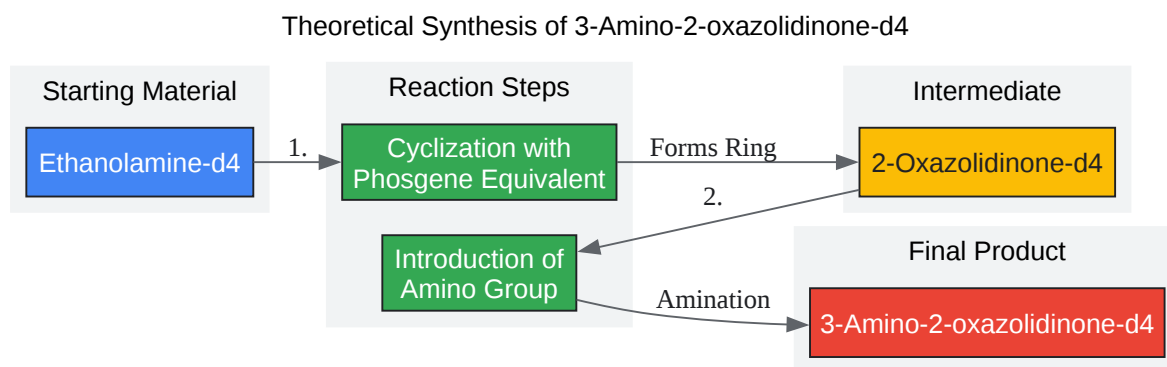 Theoretical Synthesis of 3-Amino-2-oxazolidinone-d4
Starting Material
Ethanolamine-d4
1.
Reaction Steps
Cyclization with
Phosgene Equivalent
Forms Ring
Intermediate
2-Oxazolidinone-d4
2.
Introduction of
Amino Group
Amination
Final Product
3-Amino-2-oxazolidinone-d4